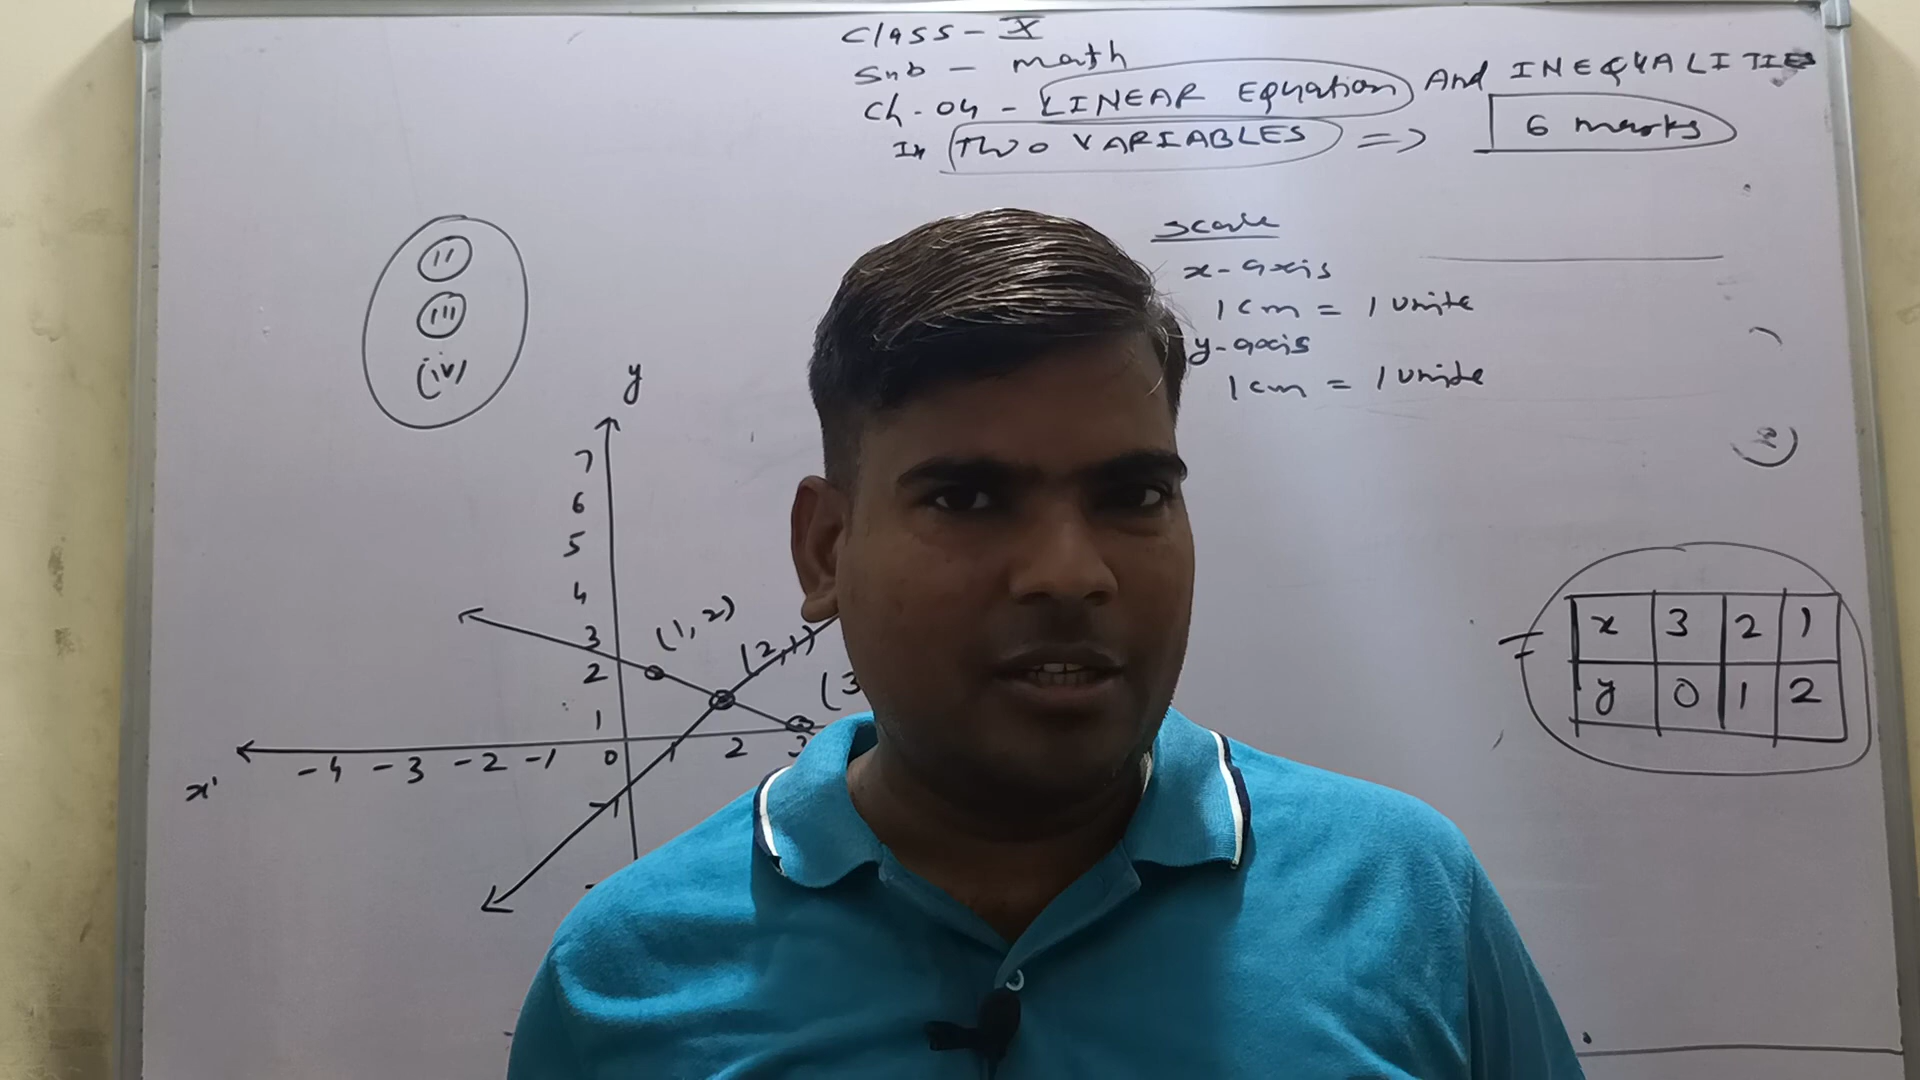 Class - X
Sub - math
Ch-04 - LINEAR Equation And INEQUALITIES
In TWO VARIABLES => 6 marks
scale
x-axis
1 cm = 1 unite
y-axis
1 cm = 1 unite
(ii)
(iii)
(iv)
y
7
6
5
4
3
2
1
(1, 2)
(2, 1)
(3
x' -4 -3 -2 -1 0 1 2 3
-1
(2)
x 3 2 1
y 0 1 2